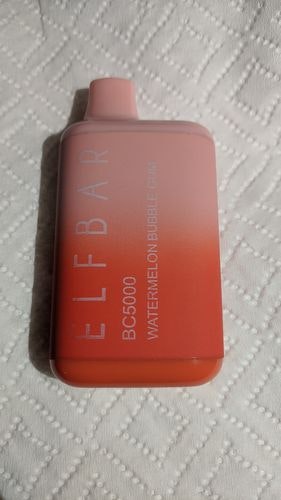 ELFBAR
BC5000
WATERMELON BUBBLE GUM